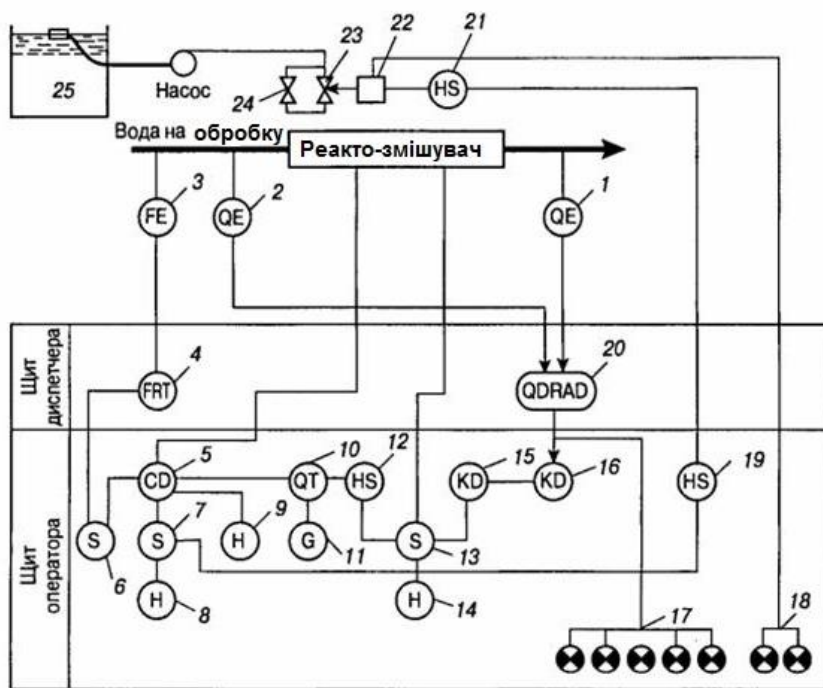 23
22
21
24
HS
25
Насос
Вода на обробку
Реакто-змішувач
3
2
1
FE
QE
QE
Щит диспетчера
4
20
FRT
QDRAD
Щит оператора
5
10
12
15
16
19
CD
QT
HS
KD
KD
HS
7
9
S
S
H
G
S
6
11
13
H
8
H
14
17
18